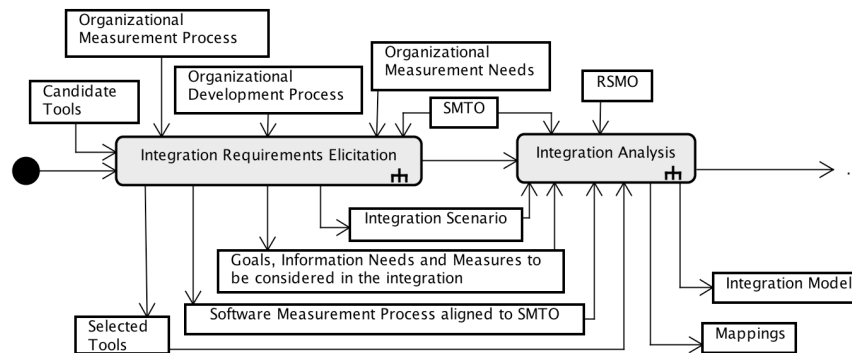 Organizational
Measurement Process
Organizational
Measurement Needs
Organizational
Development Process
RSMO
Candidate
Tools
SMTO
Integration Requirements Elicitation
Integration Analysis
Integration Scenario
Goals, Information Needs and Measures to
be considered in the integration
Integration Model
Software Measurement Process aligned to SMTO
Selected
Tools
Mappings